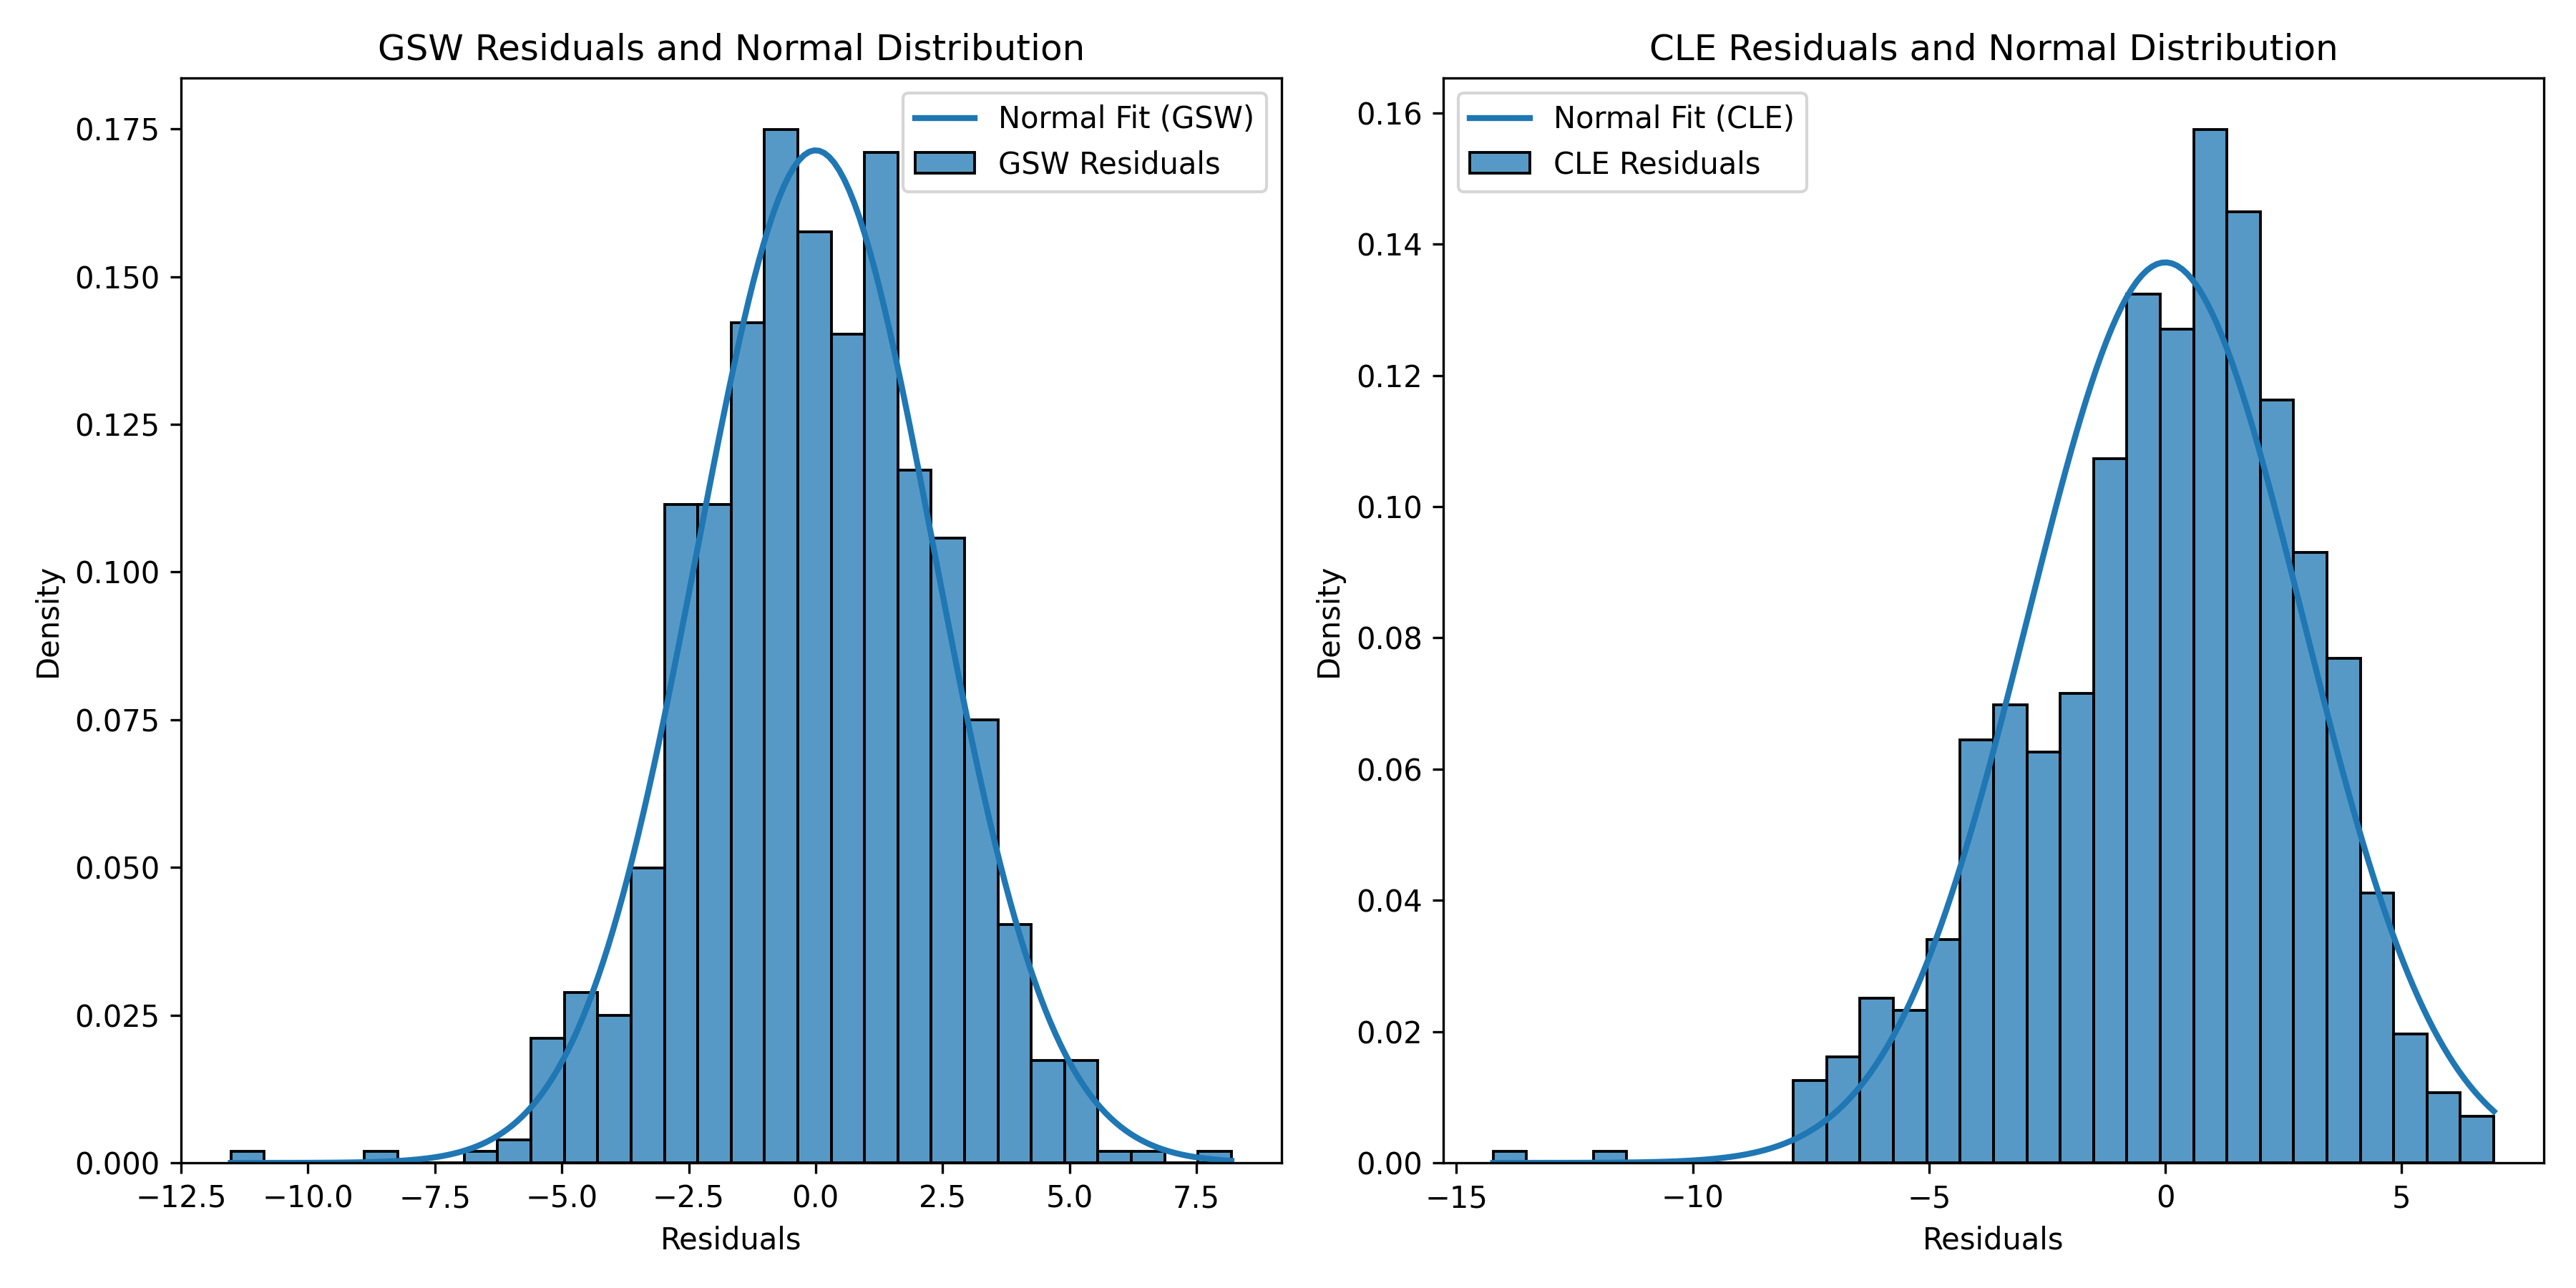 GSW Residuals and Normal Distribution
Normal Fit (GSW)
GSW Residuals
0.175
0.150
0.125
0.100
0.075
0.050
0.025
0.000
Density
−12.5 −10.0 −7.5 −5.0 −2.5 0.0 2.5 5.0 7.5
Residuals
CLE Residuals and Normal Distribution
Normal Fit (CLE)
CLE Residuals
0.16
0.14
0.12
0.10
0.08
0.06
0.04
0.02
0.00
Density
−15 −10 −5 0 5
Residuals